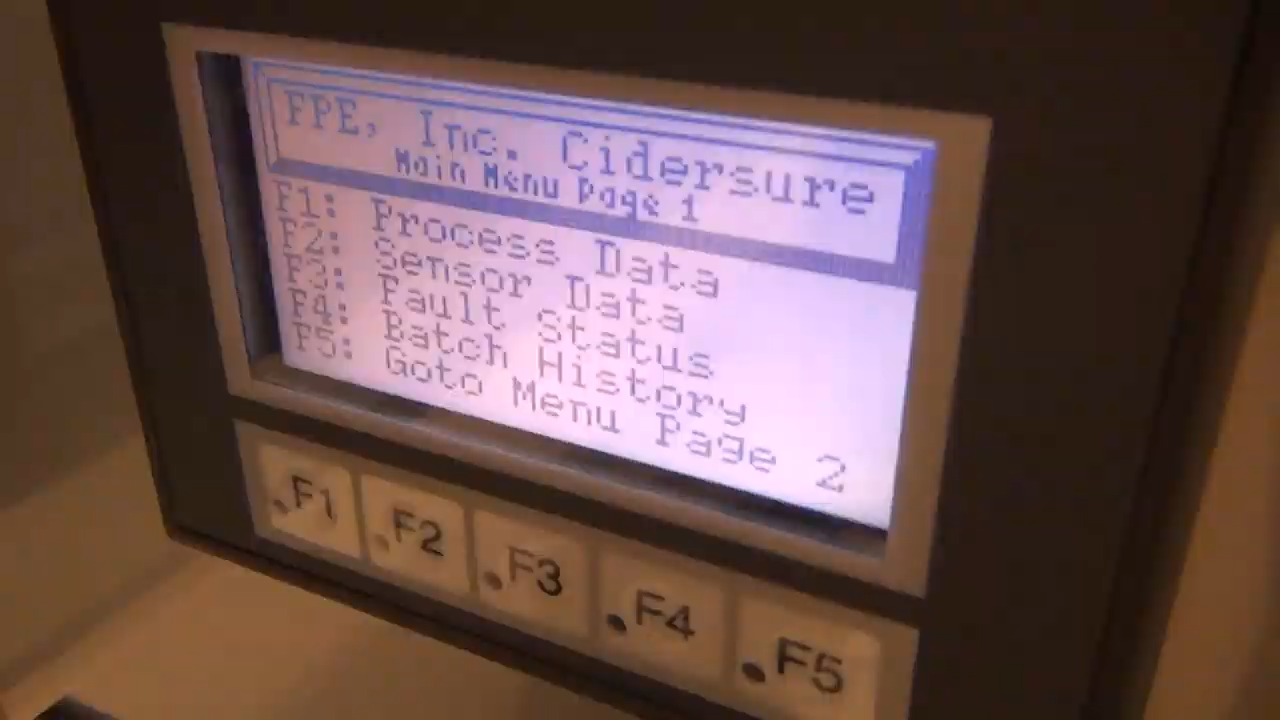 FPE, Inc. Cidersure
Main Menu Page 1
F1: Process Data
F2: Sensor Data
F3: Fault Status
F4: Batch History
F5: Goto Menu Page 2
F1
F2
F3
F4
F5